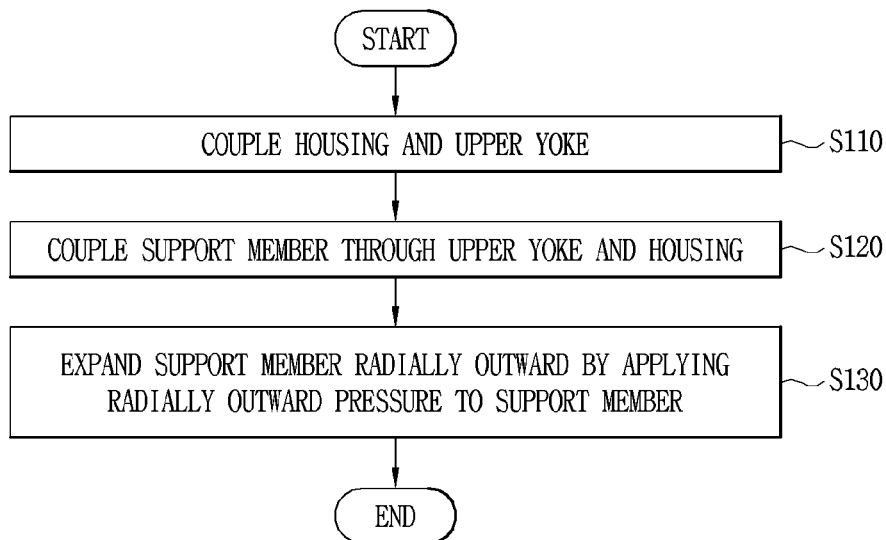 START
COUPLE HOUSING AND UPPER YOKE
S110
COUPLE SUPPORT MEMBER THROUGH UPPER YOKE AND HOUSING
S120
EXPAND SUPPORT MEMBER RADIALLY OUTWARD BY APPLYING
RADIALLY OUTWARD PRESSURE TO SUPPORT MEMBER
S130
END